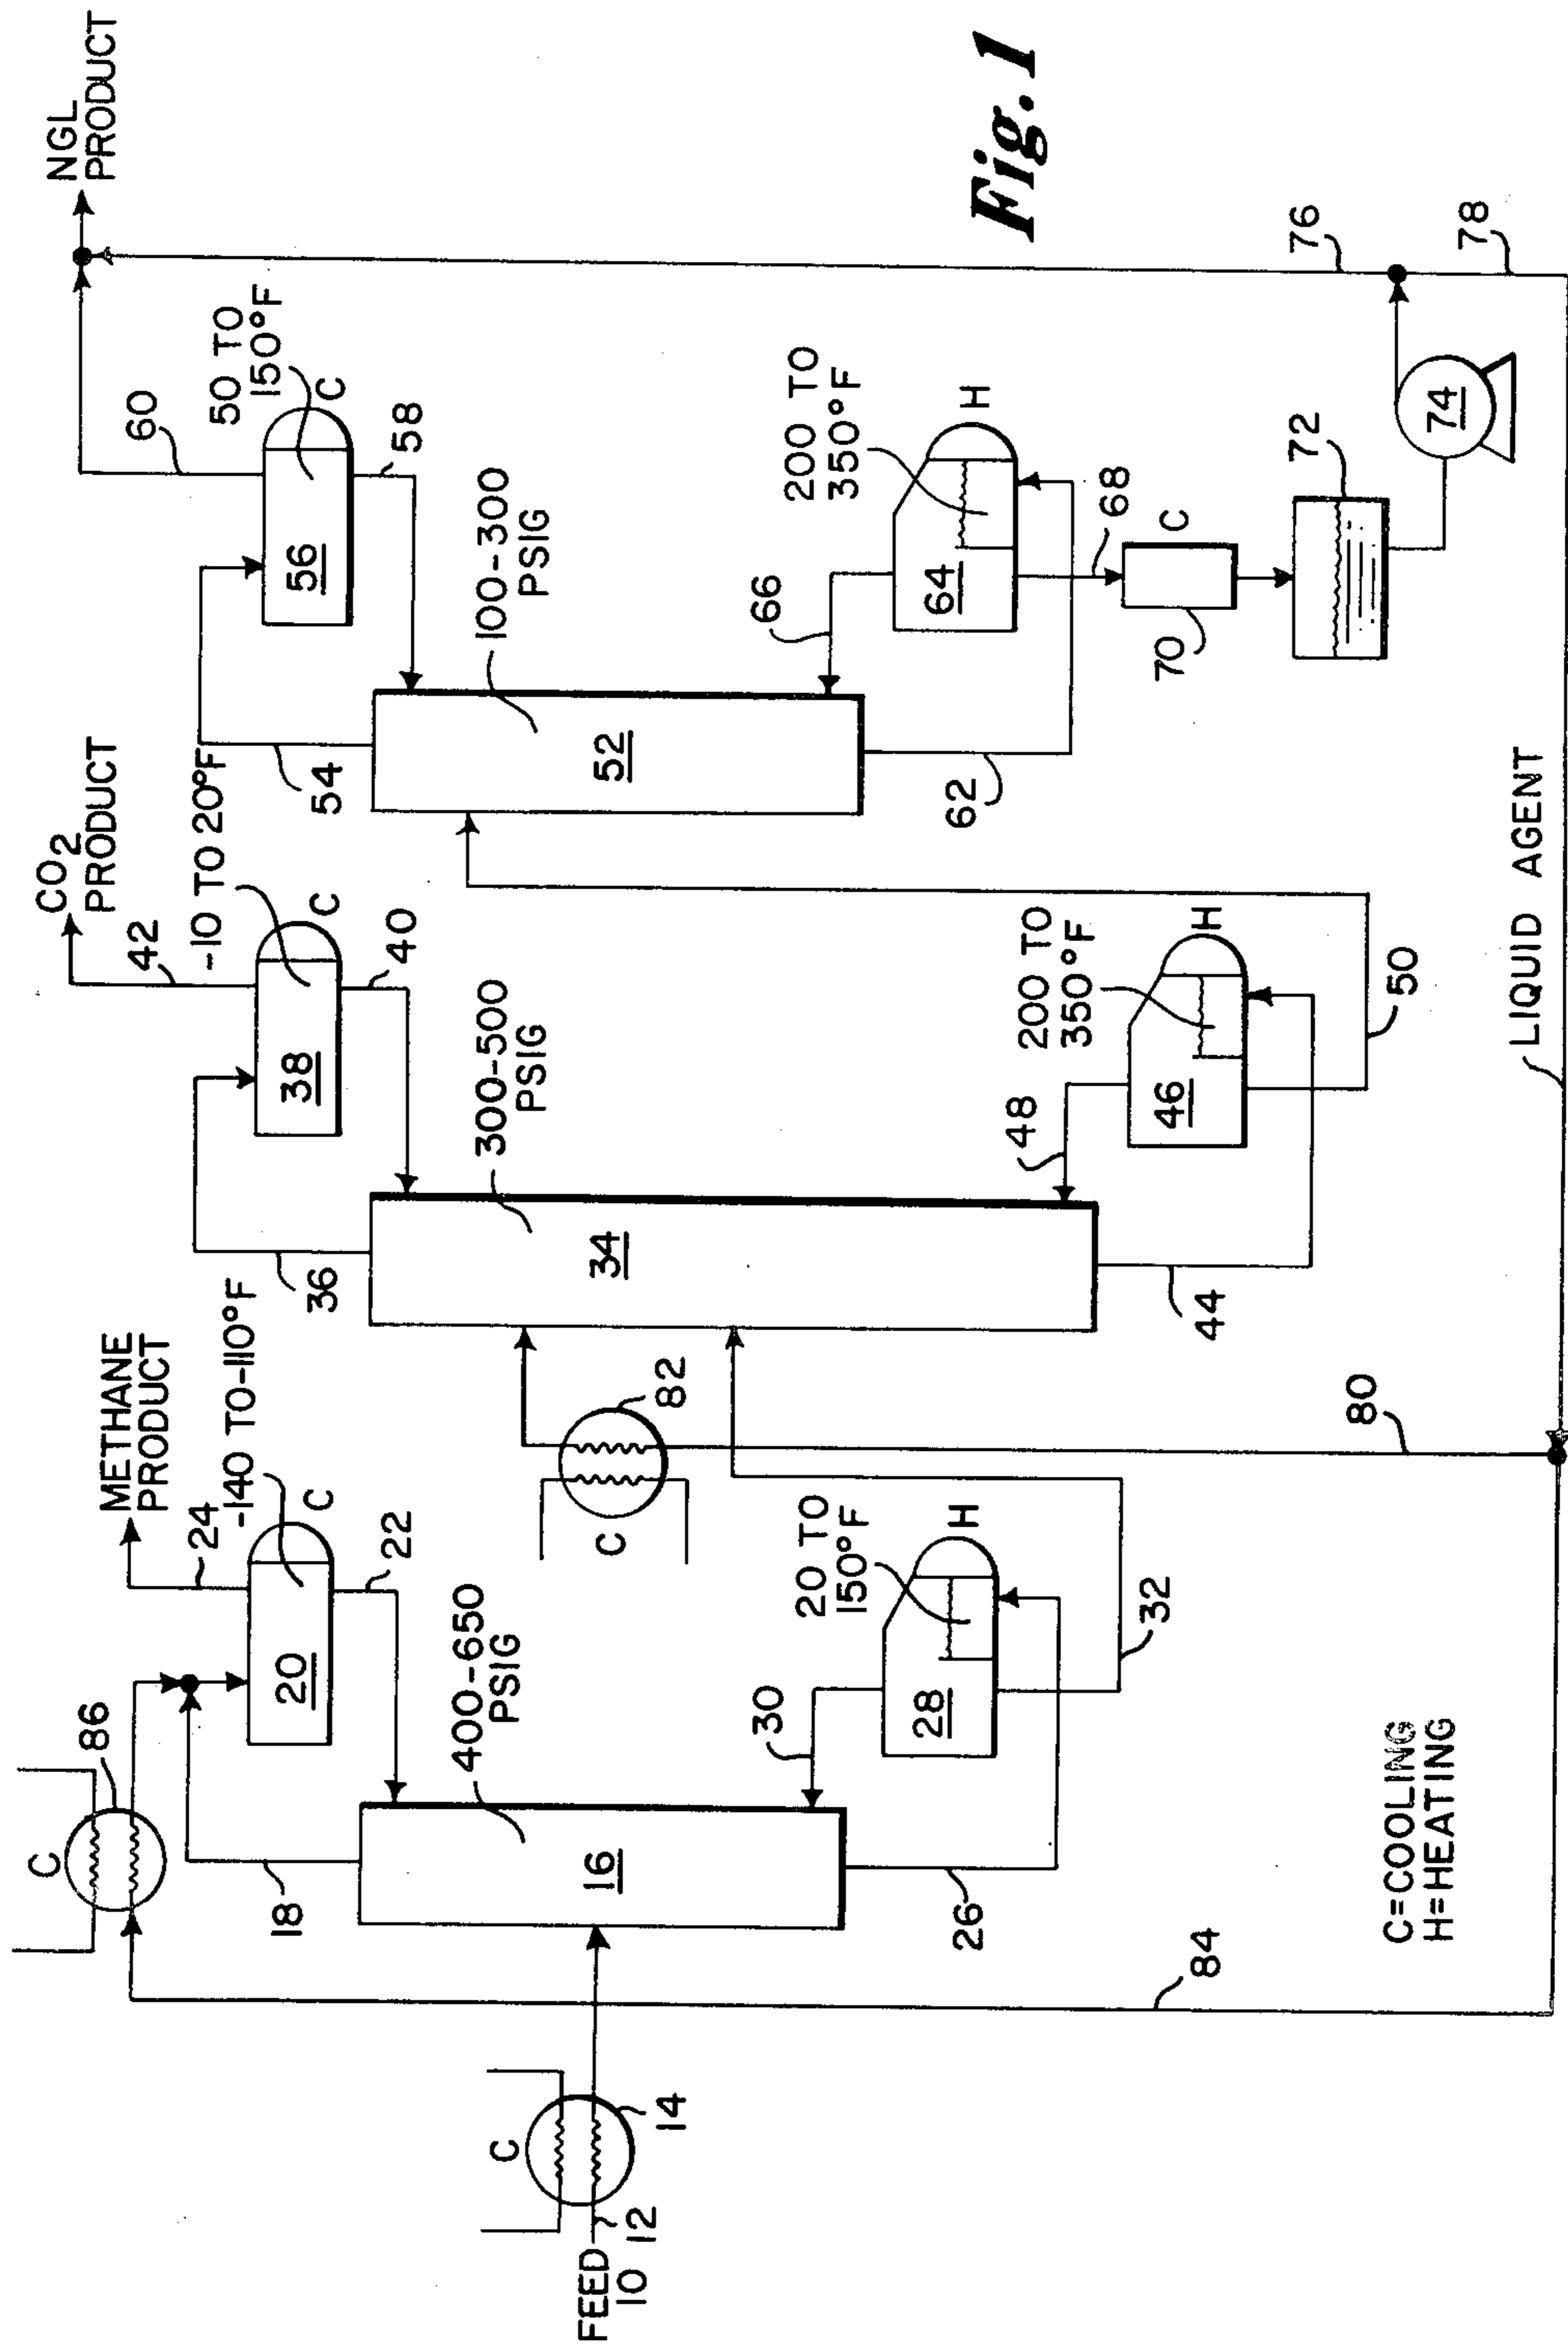 METHANE
PRODUCT
CO2
PRODUCT
NGL
PRODUCT
C
86
24
-140 TO-110°F
42
-10 TO 20°F
60
50 TO
150°F
18
20
C
22
36
38
C
40
54
56
C
58
400-650
PSIG
300-500
PSIG
100-300
PSIG
C
14
FEED
10
12
16
C
82
34
52
30
20 TO
150°F
28
H
26
32
48
200 TO
350°F
46
H
44
50
66
200 TO
350°F
64
H
62
68
C
70
72
74
76
78
80
84
C=COOLING
H=HEATING
LIQUID AGENT
Fig. 1